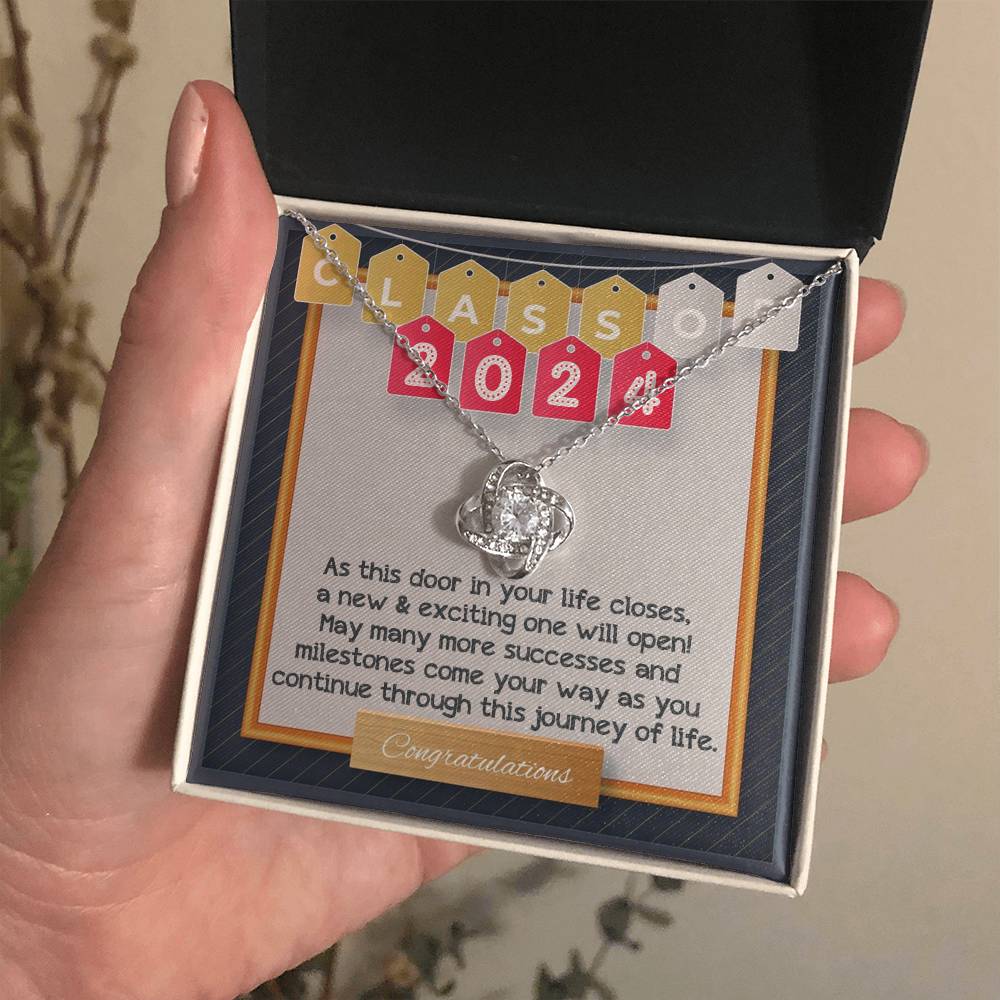 CLASS OF
2024
As this door in your life closes,
a new & exciting one will open!
May many more successes and
milestones come your way as you
continue through this journey of life.
Congratulations